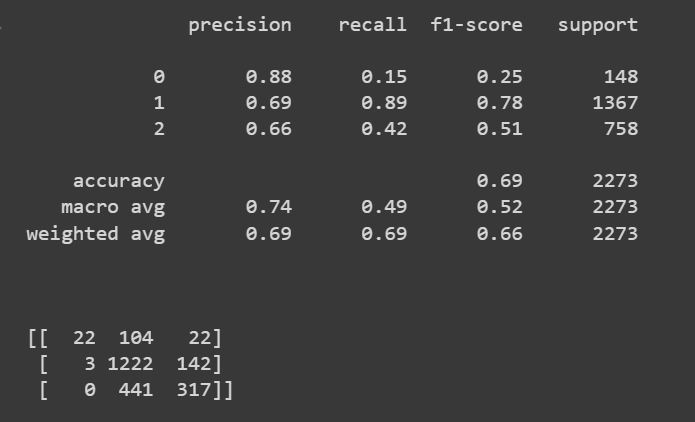 precision recall f1-score support
0 0.88 0.15 0.25 148
1 0.69 0.89 0.78 1367
2 0.66 0.42 0.51 758
accuracy 0.69 2273
macro avg 0.74 0.49 0.52 2273
weighted avg 0.69 0.69 0.66 2273
[[ 22 104 22]
[ 3 1222 142]
[ 0 441 317]]